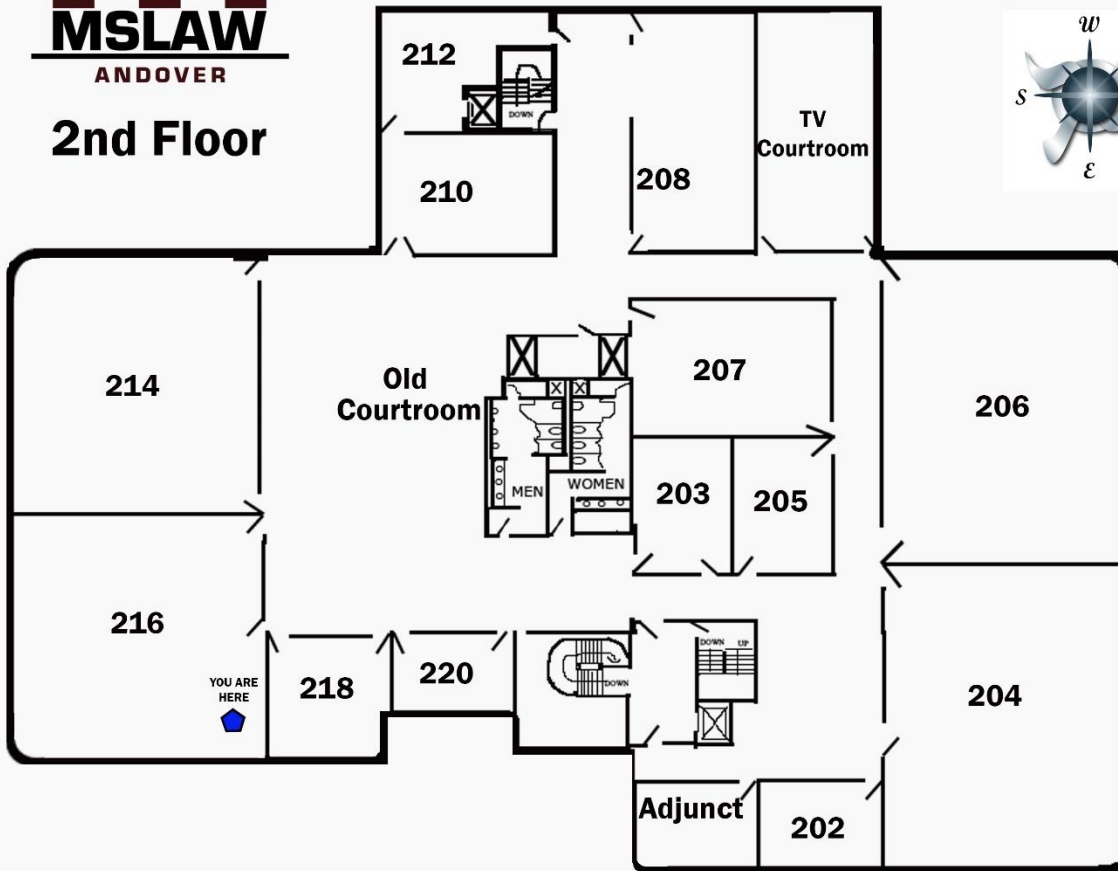 MSLAW
ANDOVER
2nd Floor
W
S
E
212
DOWN
210
208
TV
Courtroom
214
Old
Courtroom
207
206
MEN
WOMEN
203
205
216
YOU ARE
HERE
218
220
DOWN
DOWN UP
204
Adjunct
202